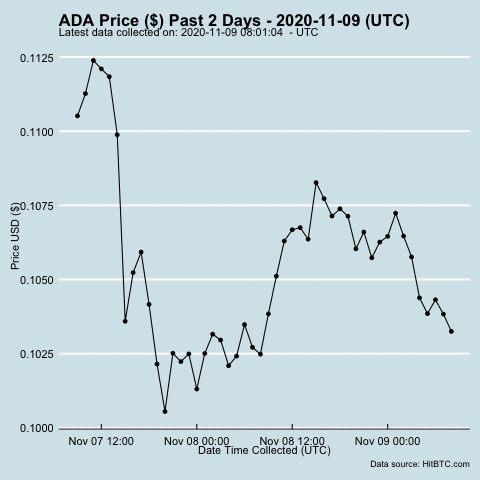 ADA Price ($) Past 2 Days - 2020-11-09 (UTC)
Latest data collected on: 2020-11-09 08:01:04 - UTC
0.1125
0.1100
0.1075
Price USD ($)
0.1050
0.1025
0.1000
Nov 07 12:00 Nov 08 00:00 Nov 08 12:00 Nov 09 00:00
Date Time Collected (UTC)
Data source: HitBTC.com